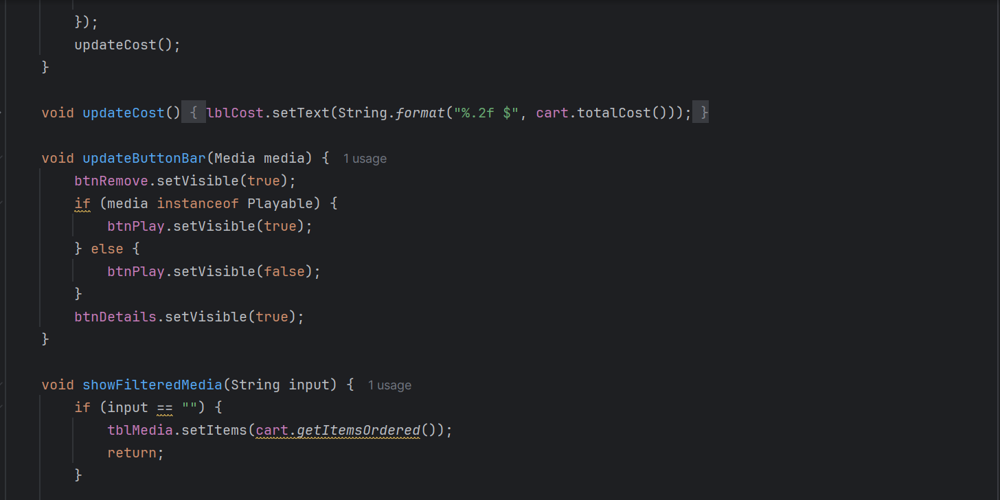 });
updateCost();
}
void updateCost() { lblCost.setText(String.format("%.2f $", cart.totalCost())); }
void updateButtonBar(Media media) { 1 usage
btnRemove.setVisible(true);
if (media instanceof Playable) {
btnPlay.setVisible(true);
} else {
btnPlay.setVisible(false);
}
btnDetails.setVisible(true);
}
void showFilteredMedia(String input) { 1 usage
if (input == "") {
tblMedia.setItems(cart.getItemsOrdered());
return;
}